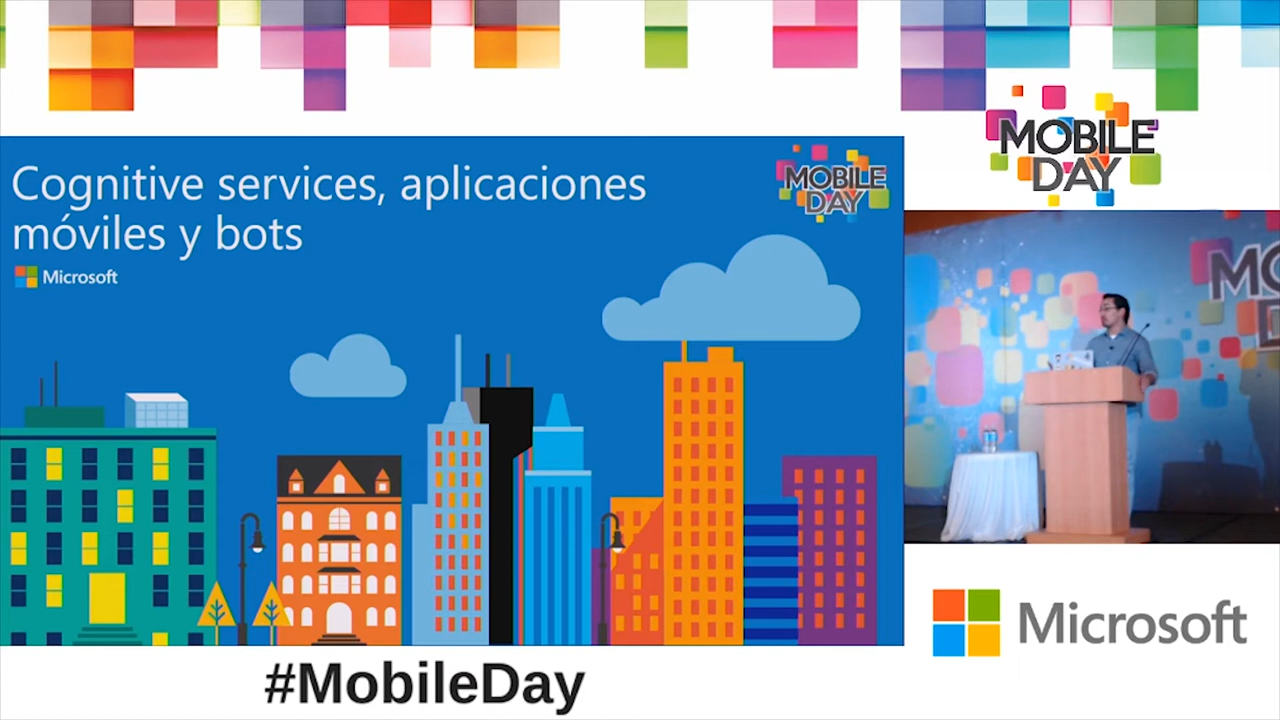 MOBILE
DAY
Cognitive services, aplicaciones
móviles y bots
Microsoft
MOBILE
DAY
Microsoft
#MobileDay